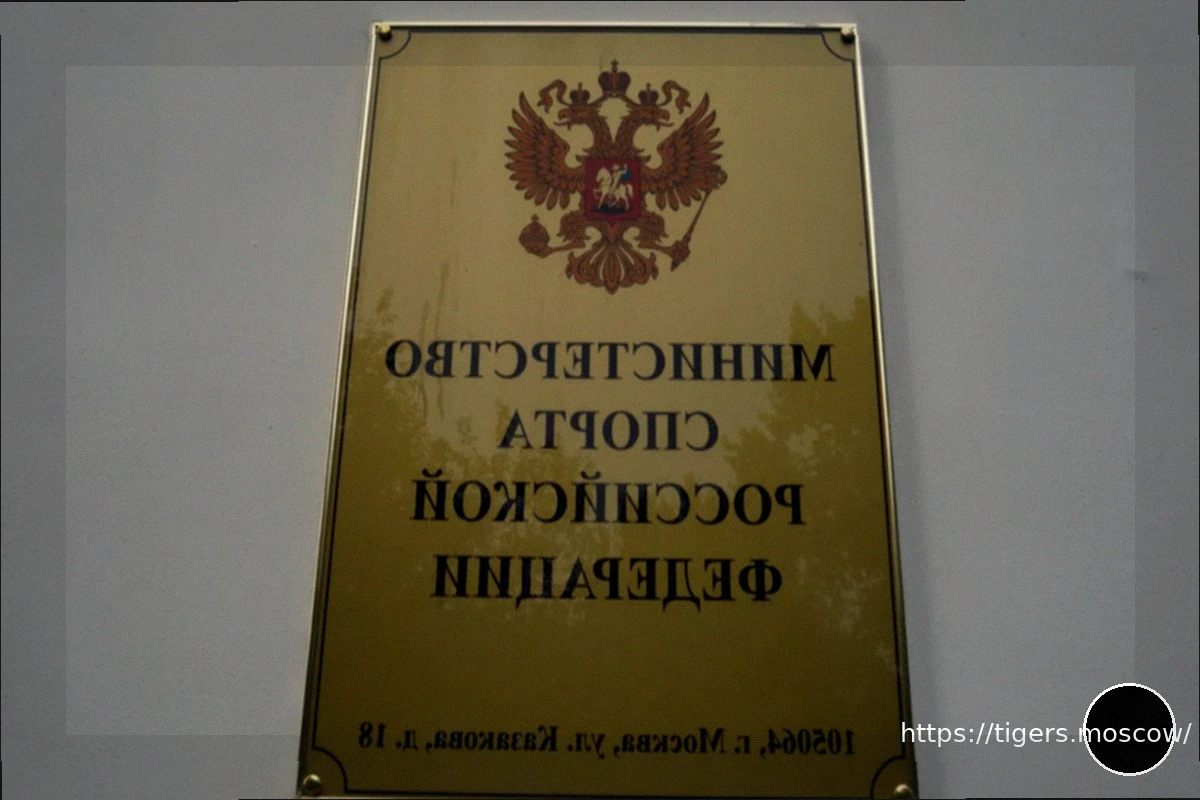 МИНИСТЕРСТВО
СПОРТА
РОССИЙСКОЙ
ФЕДЕРАЦИИ
105064, г. Москва, ул. Казакова, д. 18
https://tigers.moscow/